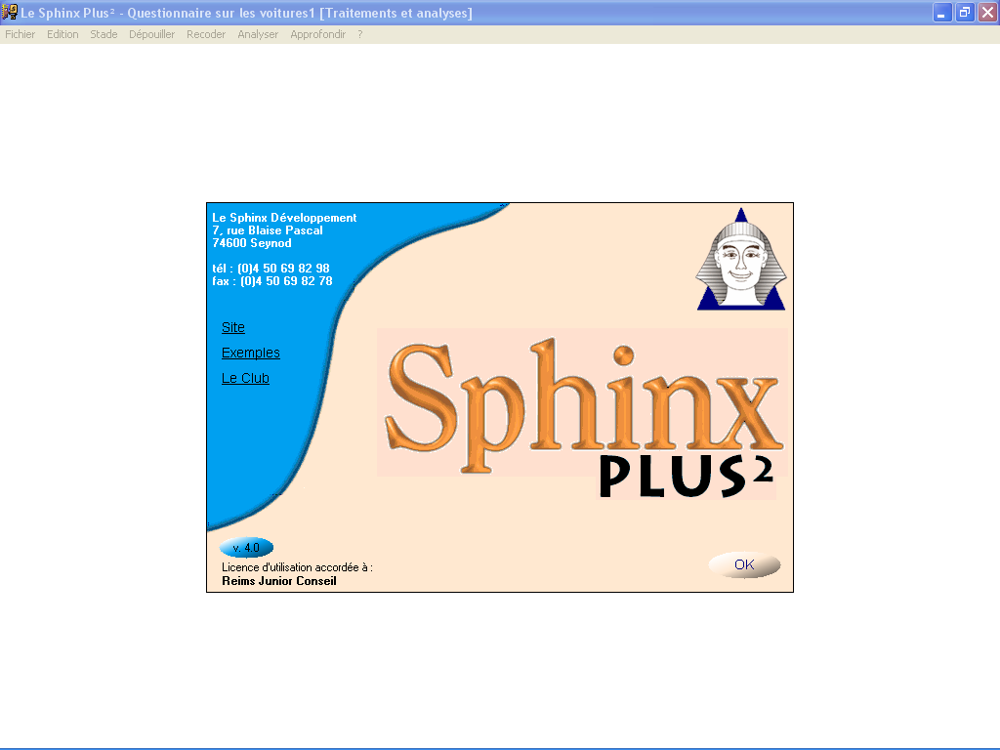 Le Sphinx Plus² - Questionnaire sur les voitures1 [Traitements et analyses]
Fichier Edition Stade Dépouiller Recoder Analyser Approfondir ?
Le Sphinx Développement
7, rue Blaise Pascal
74600 Seynod
tél : (0)4 50 69 82 98
fax : (0)4 50 69 82 78
Site
Exemples
Le Club
Sphinx
PLUS²
v. 4.0
Licence d'utilisation accordée à :
Reims Junior Conseil
OK